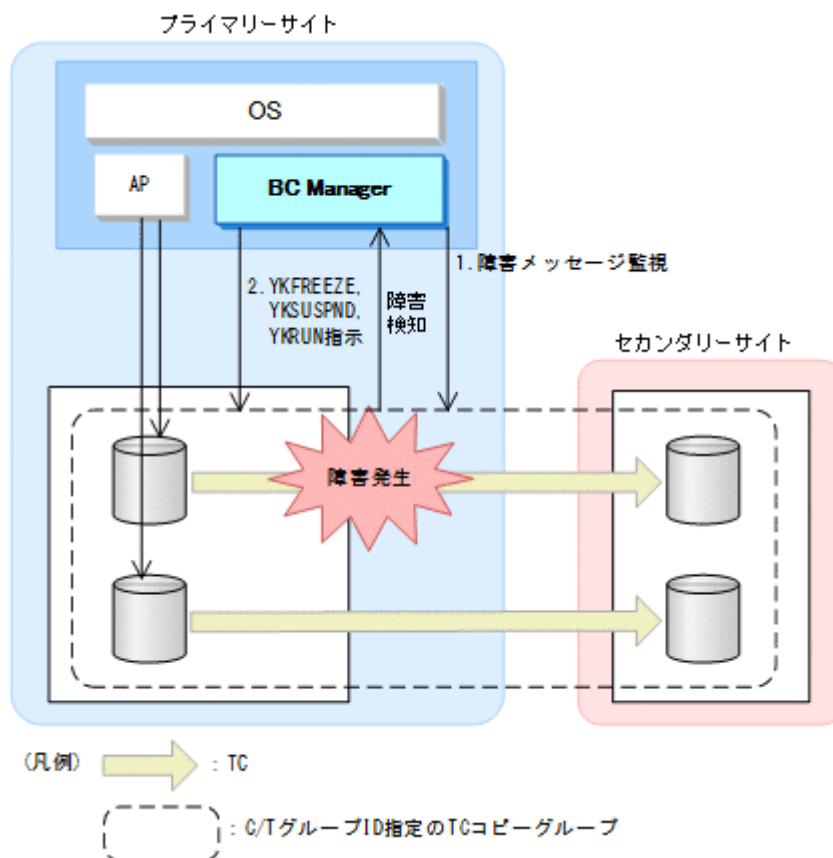 プライマリーサイト
OS
AP
BC Manager
1.障害メッセージ監視
2.YKFREEZE,
YKSUSPND,
YKRUN指示
障害
検知
セカンダリーサイト
障害発生
(凡例)
: TC
: C/TグループID指定のTCコピーグループ